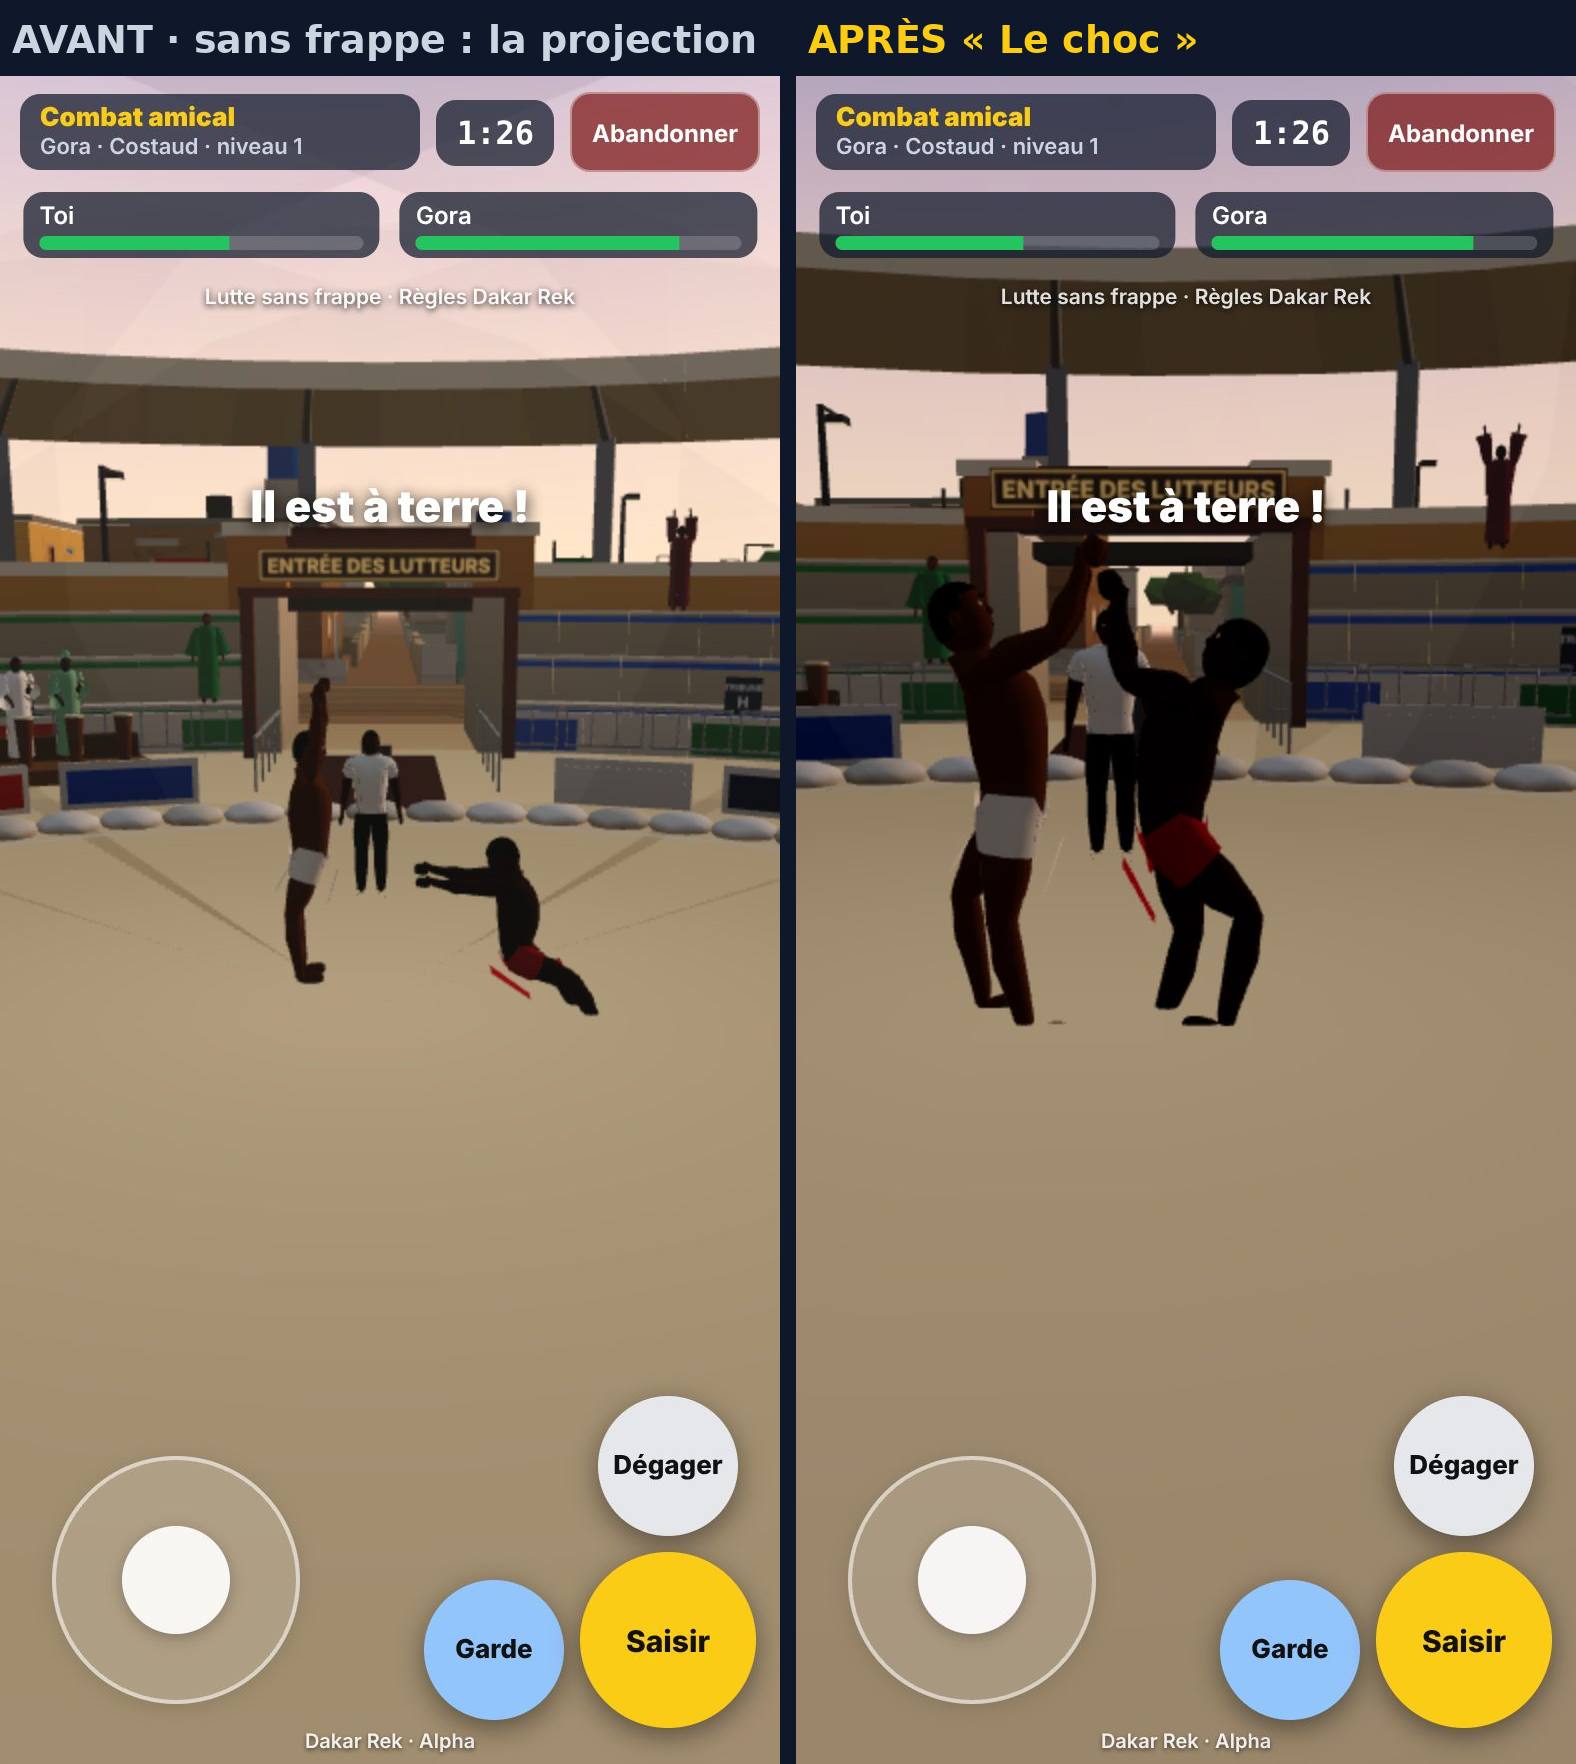 AVANT · sans frappe : la projection
Combat amical
Gora · Costaud · niveau 1
1:26
Abandonner
Toi
Gora
Lutte sans frappe · Règles Dakar Rek
Il est à terre !
ENTRÉE DES LUTTEURS
TRIBUNE
H
Dégager
Garde
Saisir
Dakar Rek · Alpha
APRÈS « Le choc »
Combat amical
Gora · Costaud · niveau 1
1:26
Abandonner
Toi
Gora
Lutte sans frappe · Règles Dakar Rek
ENTRÉE DES LUTTEURS
Il est à terre !
Dégager
Garde
Saisir
Dakar Rek · Alpha